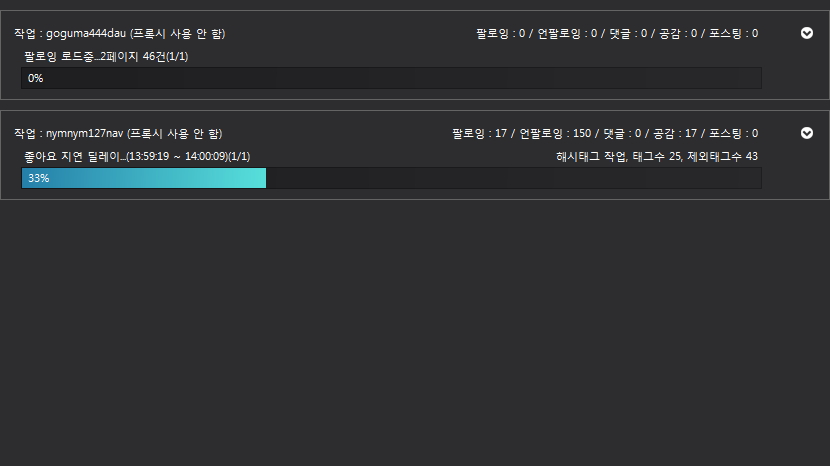 작업 : goguma444dau (프록시 사용 안 함) 팔로잉 : 0 / 언팔로잉 : 0 / 댓글 : 0 / 공감 : 0 / 포스팅 : 0
팔로잉 로드중...2페이지 46건(1/1)
0%
작업 : nymnym127nav (프록시 사용 안 함) 팔로잉 : 17 / 언팔로잉 : 150 / 댓글 : 0 / 공감 : 17 / 포스팅 : 0
좋아요 지연 딜레이...(13:59:19 ~ 14:00:09)(1/1) 해시태그 작업, 태그수 25, 제외태그수 43
33%